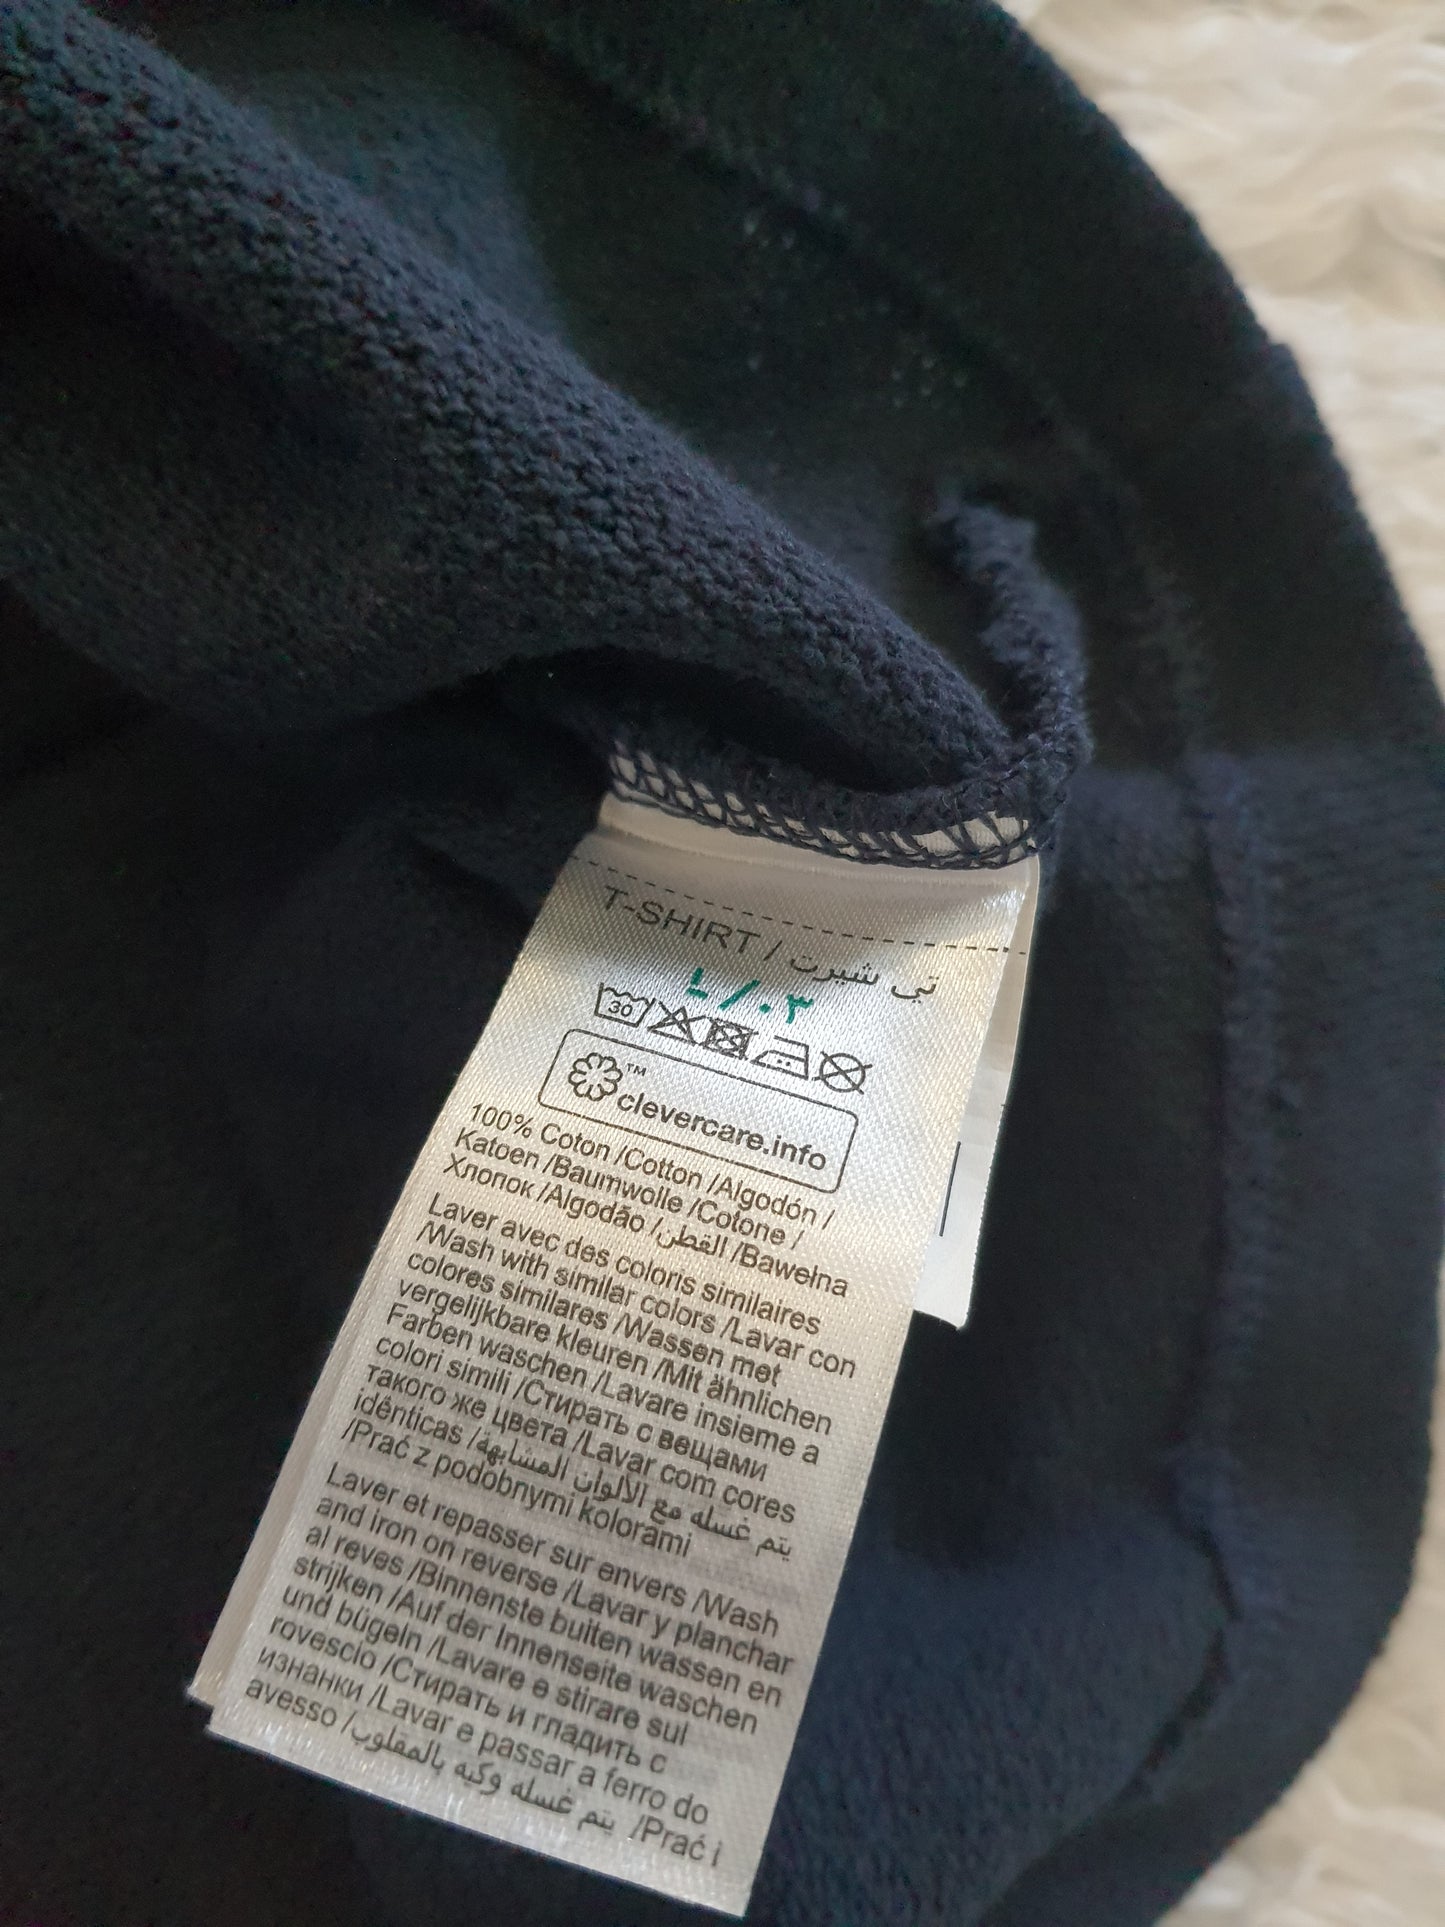 T-SHIRT / تي شيرت
30
clevercare.info™
100% Coton /Cotton /Algodón /
Katoen /Baumwolle /Cotone /
Хлопок /Algodão /القطن /Bawełna
Laver avec des coloris similaires
/Wash with similar colors /Lavar con
colores similares /Wassen met
vergelijkbare kleuren /Mit ähnlichen
Farben waschen /Lavare insieme a
colori simili /Стирать с вещами
такого же цвета /Lavar com cores
idênticas /يتم غسله مع الألوان المشابهة
/Prać z podobnymi kolorami
Laver et repasser sur envers /Wash
and iron on reverse /Lavar y planchar
al reves /Binnenste buiten wassen en
strijken /Auf der Innenseite waschen
und bügeln /Lavare e stirare sul
rovescio /Стирать и гладить с
изнанки /Lavar e passar a ferro do
avesso /يتم غسله وكيه بالمقلوب /Prać i